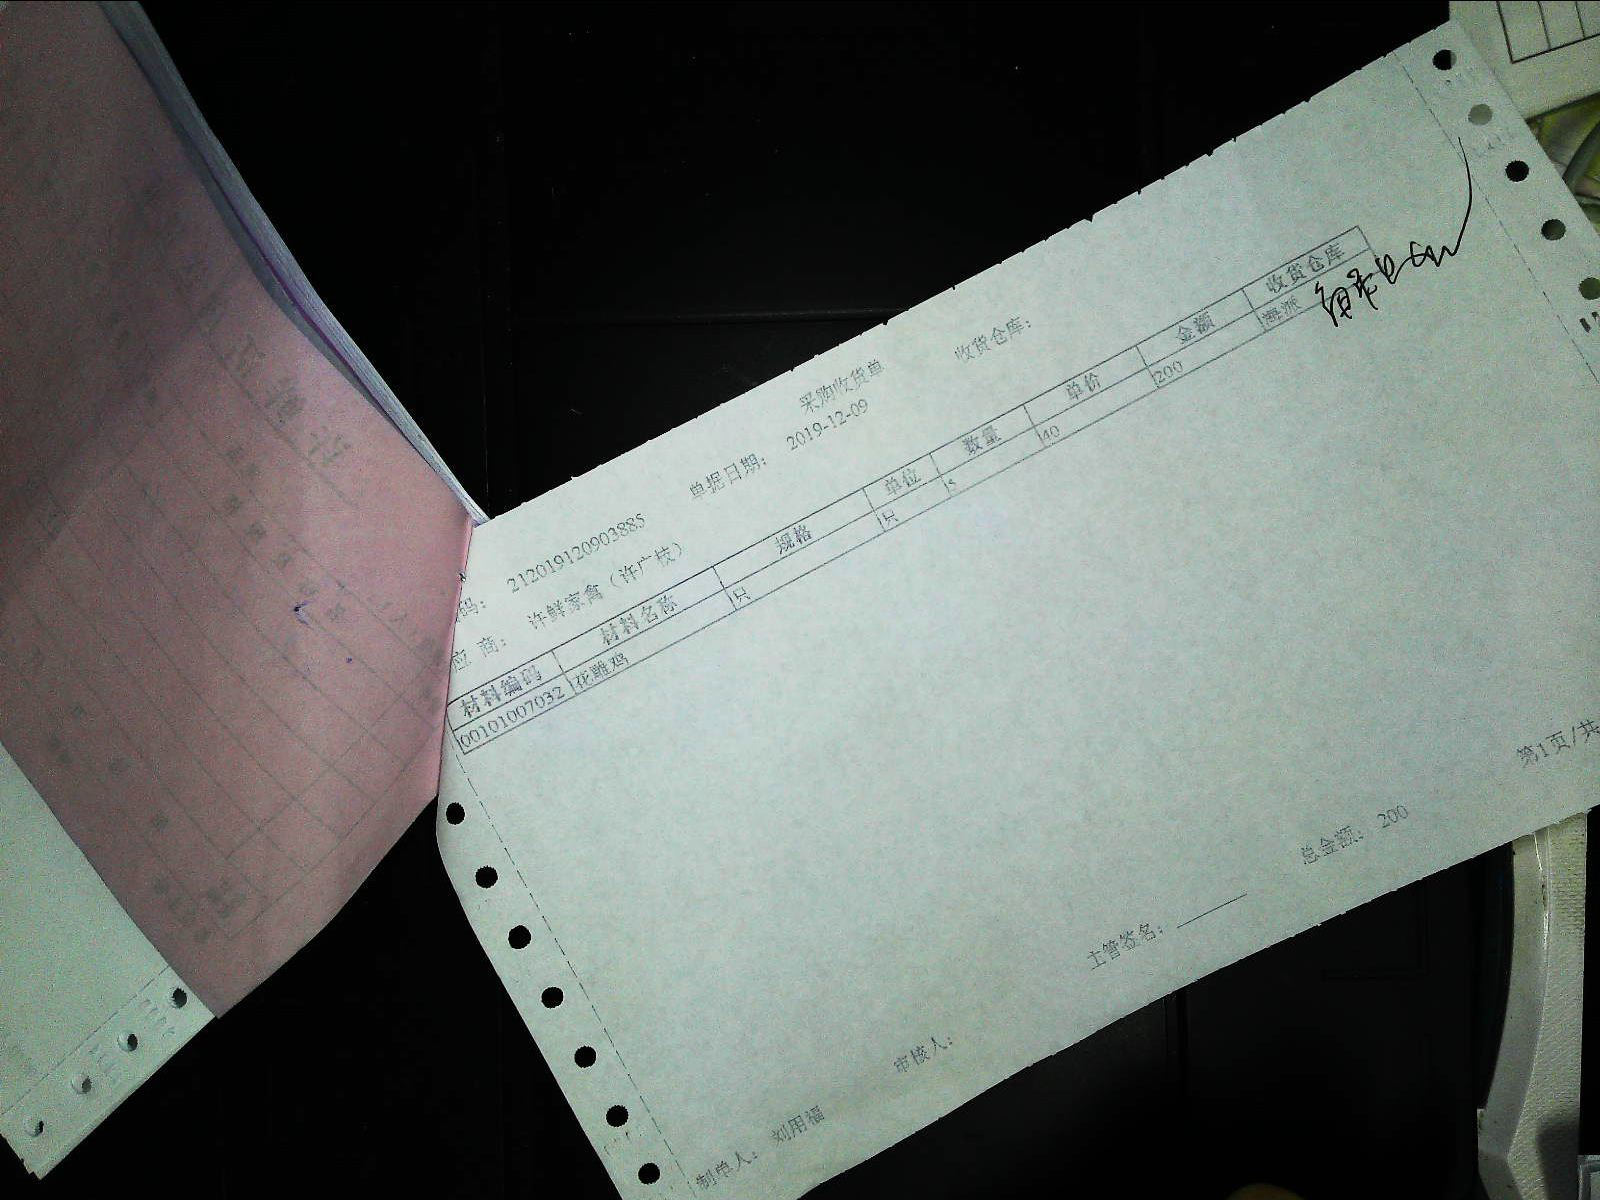 采购收货单
码： 212019120903885 单据日期： 2019-12-09 收货仓库：
应 商： 许鲜家禽（许广枝）
材料编码 材料名称 规格 单位 数量 单价 金额 收货仓库
00101007032 花雕鸡 只 只 5 40 200 海派
总金额： 200 第1页/共
制单人： 刘用福 审核人： 主管签名：